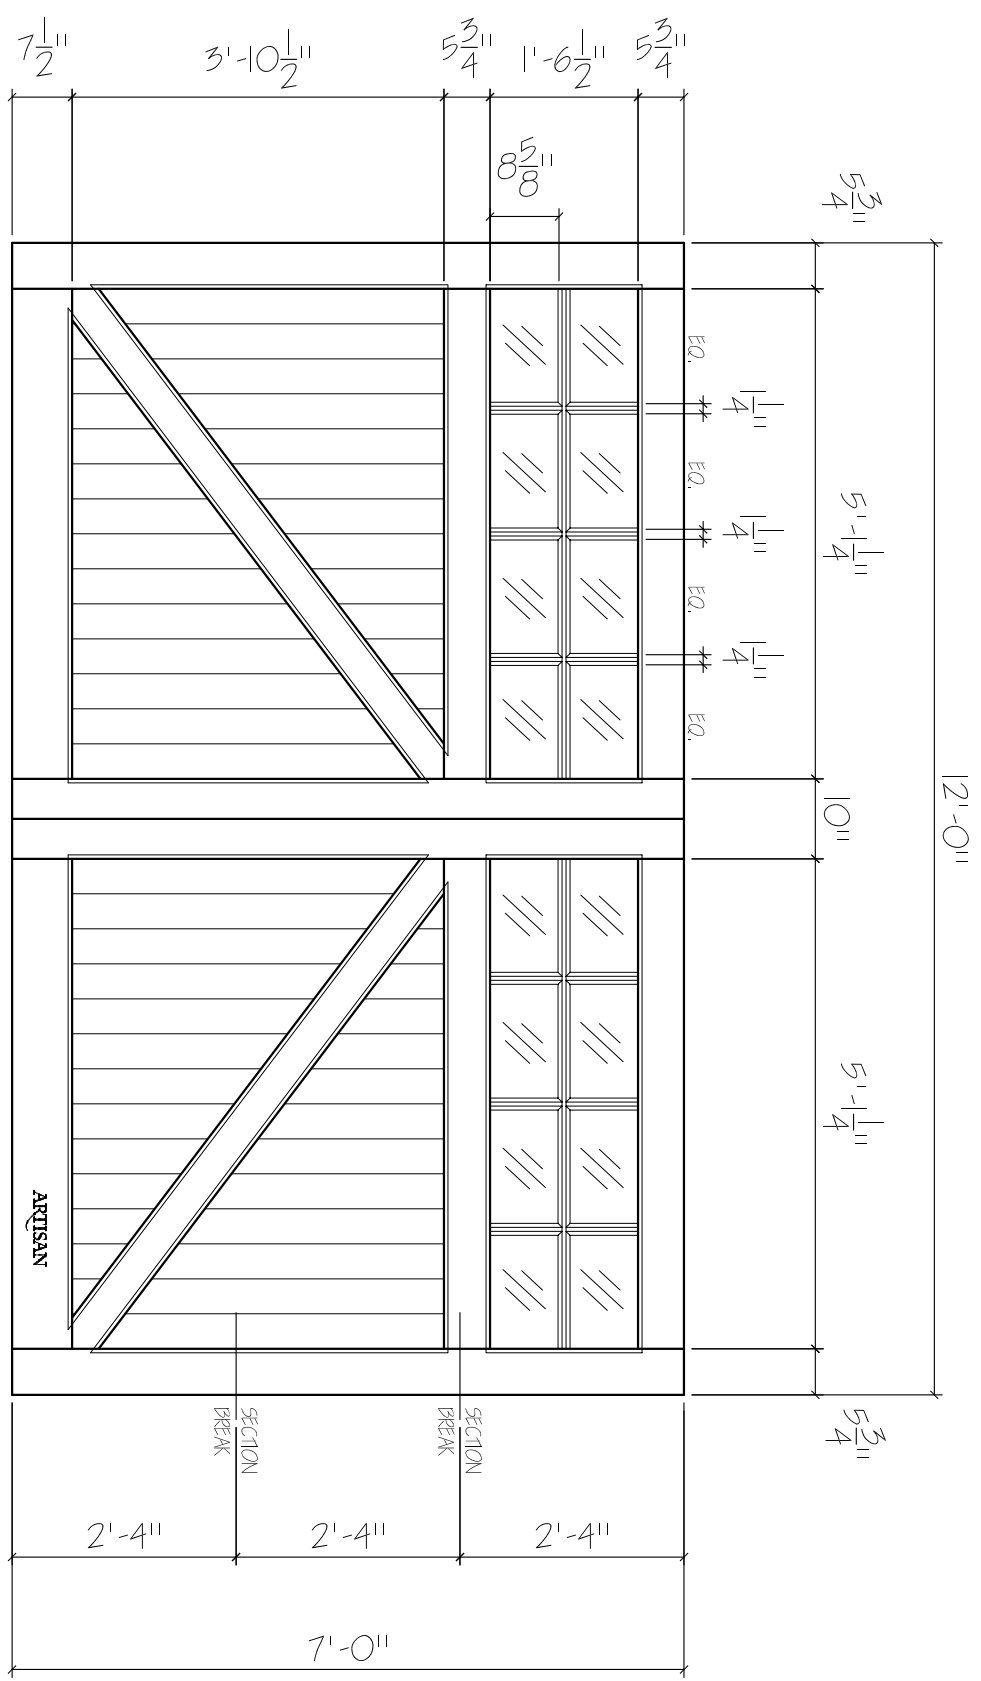 7 1/2"
3'-10 1/2"
5 3/4"
1'-6 1/2"
5 3/4"
8 5/8"
5 3/4"
5'-1 1/4"
10"
5'-1 1/4"
5 3/4"
12'-0"
EQ.
1 1/4"
EQ.
1 1/4"
EQ.
1 1/4"
EQ.
ARTISAN
SECTION
BREAK
SECTION
BREAK
2'-4"
2'-4"
2'-4"
7'-0"